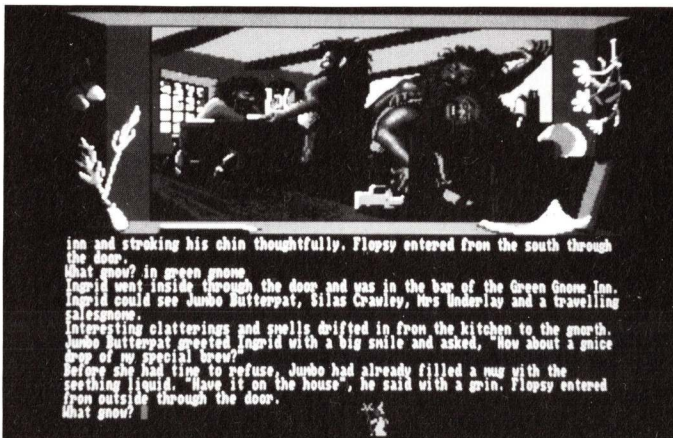 inn and stroking his chin thoughtfully. Flopsy entered from the south through
the door.
What gnow? in green gnome
Ingrid went inside through the door and was in the bar of the Green Gnome Inn.
Ingrid could see Jumbo Butterpat, Silas Crawley, Mrs Underlay and a travelling
salesgnome.
Interesting clatterings and smells drifted in from the kitchen to the gnorth.
Jumbo Butterpat greeted Ingrid with a big smile and asked, "How about a gnice
drop of my special brew?"
Before she had time to refuse, Jumbo had already filled a mug with the
seething liquid. "Have it on the house", he said with a grin. Flopsy entered
from outside through the door.
What gnow?